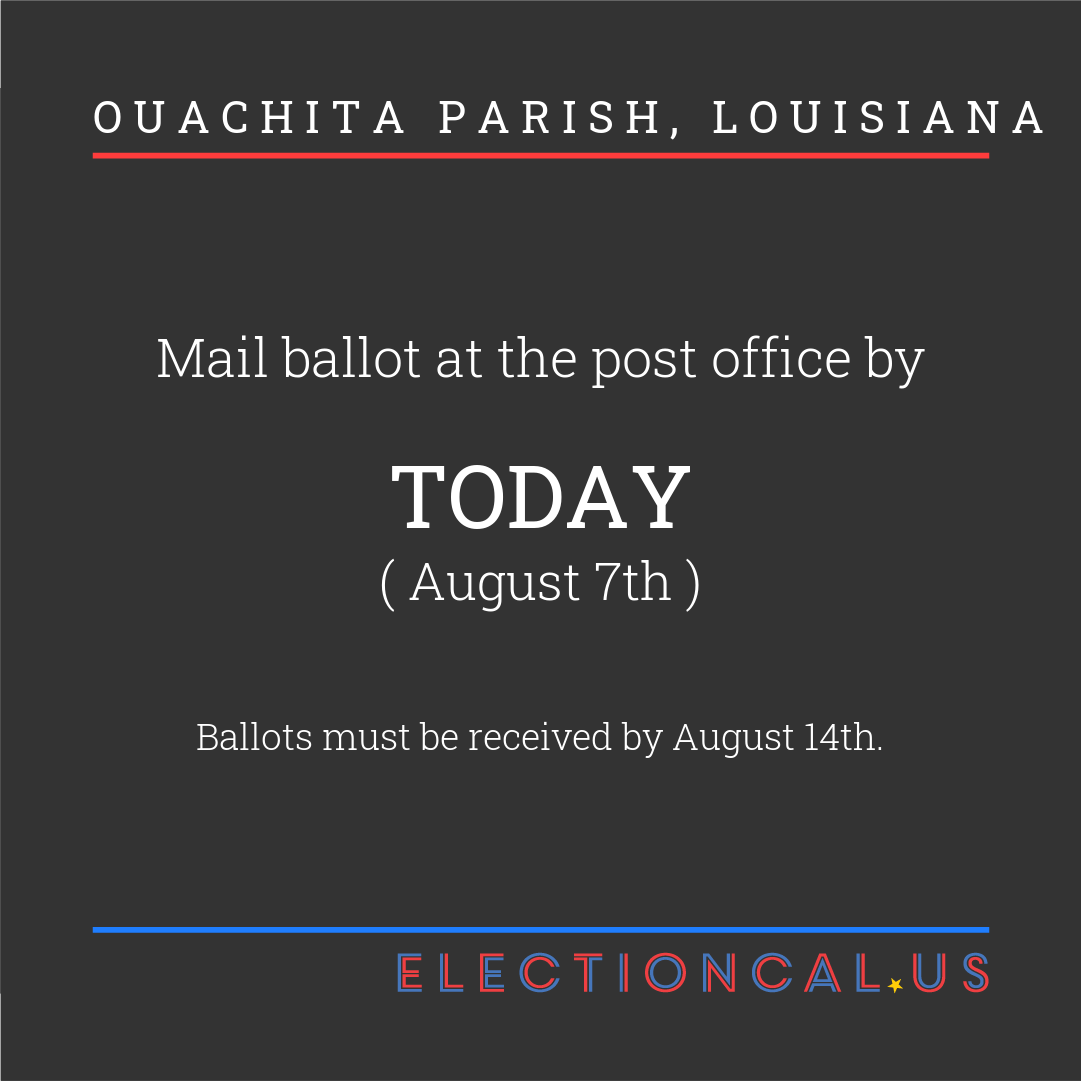 OUACHITA PARISH, LOUISIANA
Mail ballot at the post office by
TODAY
( August 7th )
Ballots must be received by August 14th.
ELECTIONCAL.US